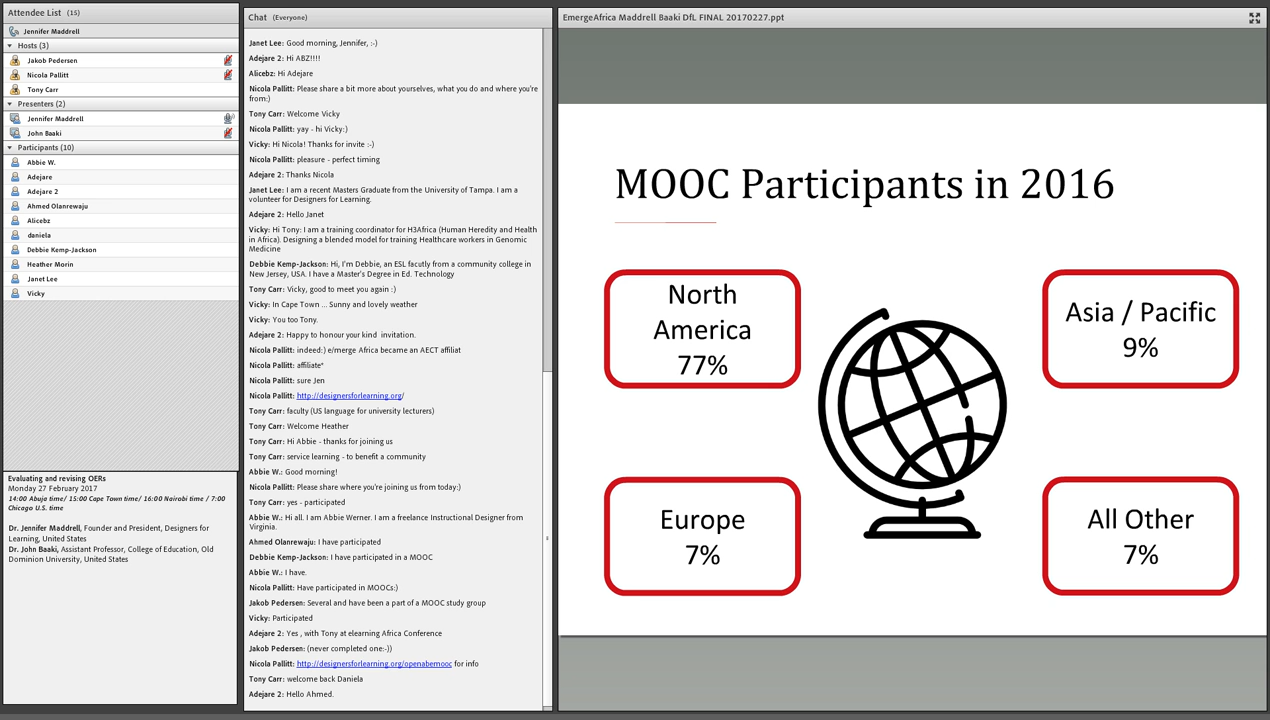 Attendee List (15)
Jennifer Maddrell
Hosts (3)
Jakob Pedersen
Nicola Pallitt
Tony Carr
Presenters (2)
Jennifer Maddrell
John Baaki
Participants (10)
Abbie W.
Adejare
Adejare 2
Ahmed Olanrewaju
Alicebz
daniela
Debbie Kemp-Jackson
Heather Morin
Janet Lee
Vicky
Evaluating and revising OERs
Monday 27 February 2017
14:00 Abuja time/ 15:00 Cape Town time/ 16:00 Nairobi time / 7:00
Chicago U.S. time
Dr. Jennifer Maddrell, Founder and President, Designers for
Learning, United States
Dr. John Baaki, Assistant Professor, College of Education, Old
Dominion University, United States
Chat (Everyone)
Janet Lee: Good morning, Jennifer, :-)
Adejare 2: Hi ABZ!!!!
Alicebz: Hi Adejare
Nicola Pallitt: Please share a bit more about yourselves, what you do and where you're
from:)
Tony Carr: Welcome Vicky
Nicola Pallitt: yay - hi Vicky:)
Vicky: Hi Nicola! Thanks for invite :-)
Nicola Pallitt: pleasure - perfect timing
Adejare 2: Thanks Nicola
Janet Lee: I am a recent Masters Graduate from the University of Tampa. I am a
volunteer for Designers for Learning.
Adejare 2: Hello Janet
Vicky: Hi Tony: I am a training coordinator for H3Africa (Human Heredity and Health
in Africa). Designing a blended model for training Healthcare workers in Genomic
Medicine
Debbie Kemp-Jackson: Hi, I'm Debbie, an ESL facutly from a community college in
New Jersey, USA. I have a Master's Degree in Ed. Technology
Tony Carr: Vicky, good to meet you again :)
Vicky: In Cape Town ... Sunny and lovely weather
Vicky: You too Tony.
Adejare 2: Happy to honour your kind invitation.
Nicola Pallitt: indeed:) e/merge Africa became an AECT affiliat
Nicola Pallitt: affiliate*
Nicola Pallitt: sure Jen
Nicola Pallitt: http://designersforlearning.org/
Tony Carr: faculty (US language for university lecturers)
Tony Carr: Welcome Heather
Tony Carr: Hi Abbie - thanks for joining us
Tony Carr: service learning - to benefit a community
Abbie W.: Good morning!
Nicola Pallitt: Please share where you're joining us from today:)
Tony Carr: yes - participated
Abbie W.: Hi all. I am Abbie Werner. I am a freelance Instructional Designer from
Virginia.
Ahmed Olanrewaju: I have participated
Debbie Kemp-Jackson: I have participated in a MOOC
Abbie W.: I have.
Nicola Pallitt: Have participated in MOOCs:)
Jakob Pedersen: Several and have been a part of a MOOC study group
Vicky: Participated
Adejare 2: Yes , with Tony at elearning Africa Conference
Jakob Pedersen: (never completed one:-))
Nicola Pallitt: http://designersforlearning.org/openabemooc for info
Tony Carr: welcome back Daniela
Adejare 2: Hello Ahmed.
EmergeAfrica Maddrell Baaki DfL FINAL 20170227.ppt
MOOC Participants in 2016
North
America
77%
Asia / Pacific
9%
Europe
7%
All Other
7%